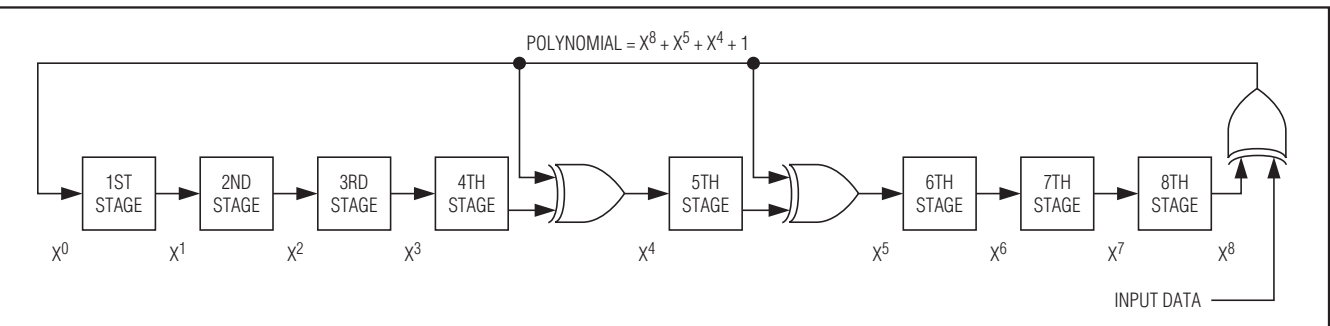 POLYNOMIAL = X⁸ + X⁵ + X⁴ + 1
1ST
STAGE
2ND
STAGE
3RD
STAGE
4TH
STAGE
5TH
STAGE
6TH
STAGE
7TH
STAGE
8TH
STAGE
X⁰
X¹
X²
X³
X⁴
X⁵
X⁶
X⁷
X⁸
INPUT DATA